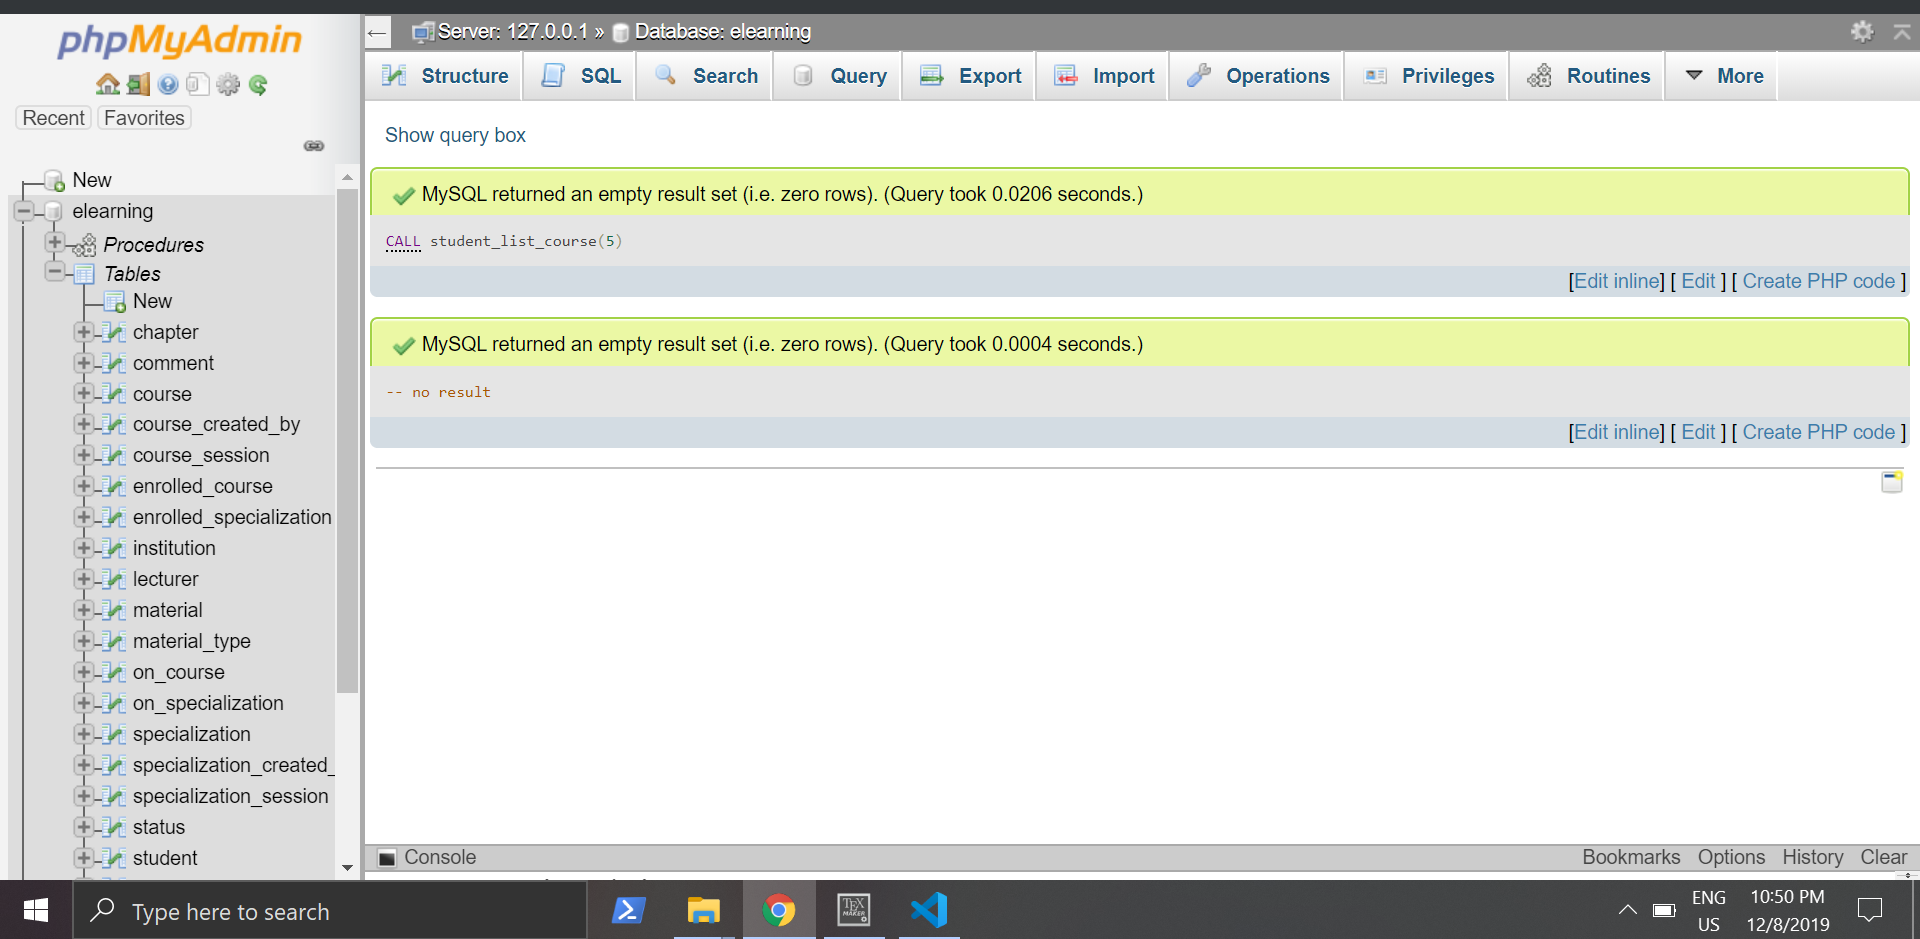 phpMyAdmin
Recent Favorites
New
elearning
Procedures
Tables
New
chapter
comment
course
course_created_by
course_session
enrolled_course
enrolled_specialization
institution
lecturer
material
material_type
on_course
on_specialization
specialization
specialization_created_
specialization_session
status
student
Server: 127.0.0.1 » Database: elearning
Structure SQL Search Query Export Import Operations Privileges Routines More
Show query box
MySQL returned an empty result set (i.e. zero rows). (Query took 0.0206 seconds.)
CALL student_list_course(5)
[Edit inline] [ Edit ] [ Create PHP code ]
MySQL returned an empty result set (i.e. zero rows). (Query took 0.0004 seconds.)
-- no result
[Edit inline] [ Edit ] [ Create PHP code ]
Console Bookmarks Options History Clear
Type here to search
TEX
MAKER
ENG
US
10:50 PM
12/8/2019